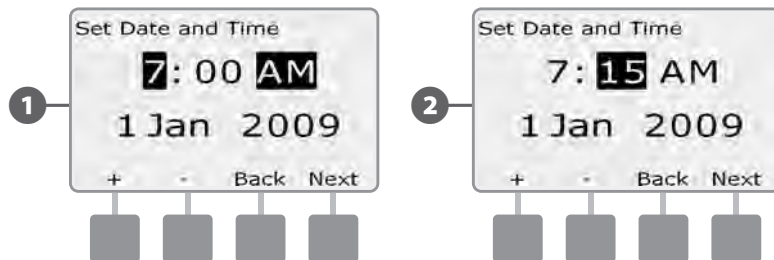 Set Date and Time
7: 00 AM
1 Jan 2009
+ - Back Next
1
Set Date and Time
7: 15 AM
1 Jan 2009
+ - Back Next
2